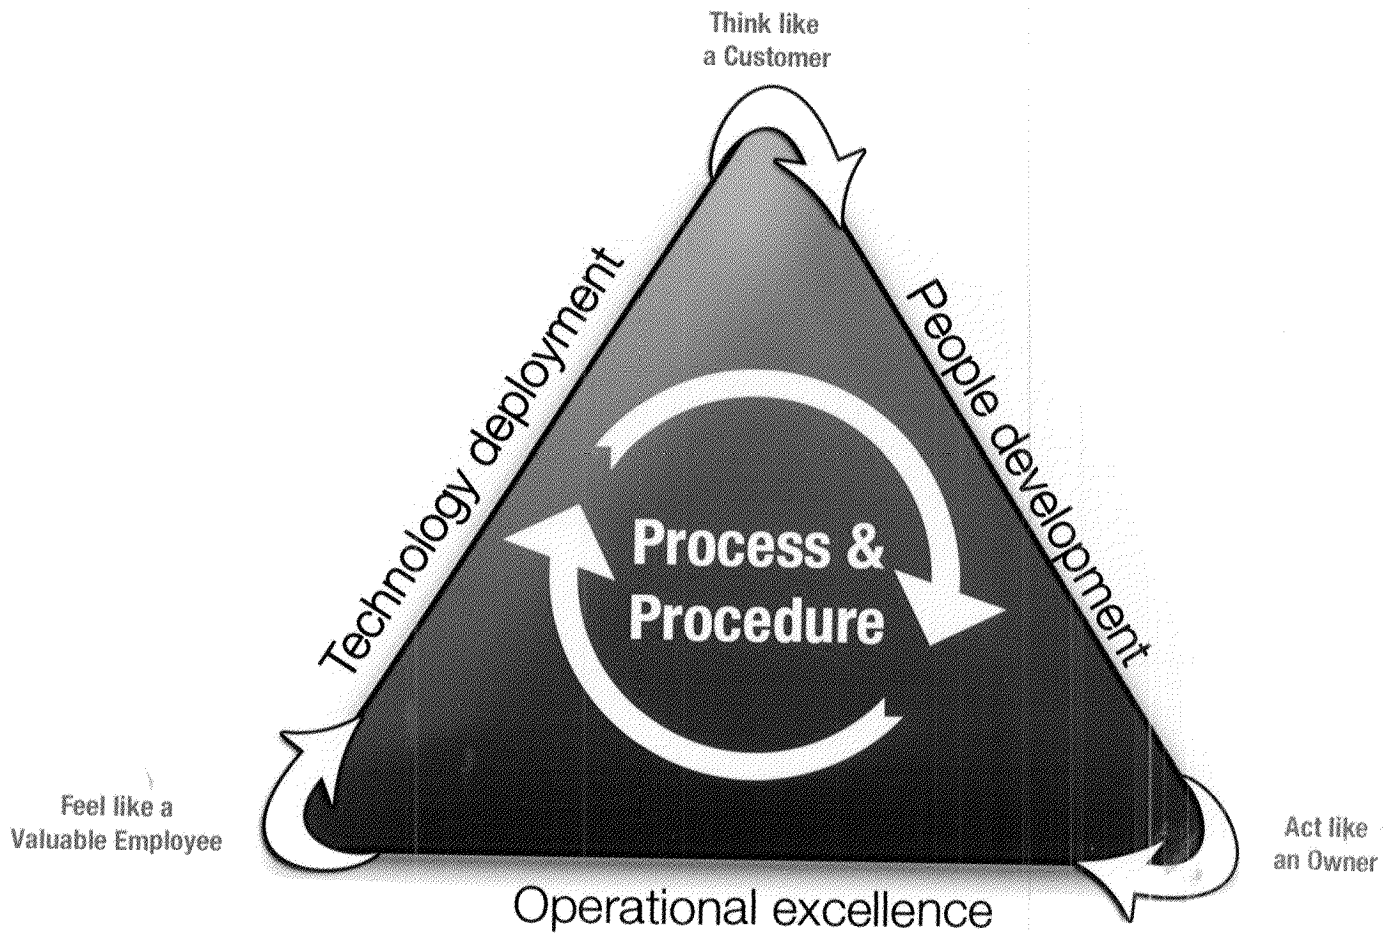 Think like
a Customer
Technology deployment
People development
Process &
Procedure
Feel like a
Valuable Employee
Act like
an Owner
Operational excellence